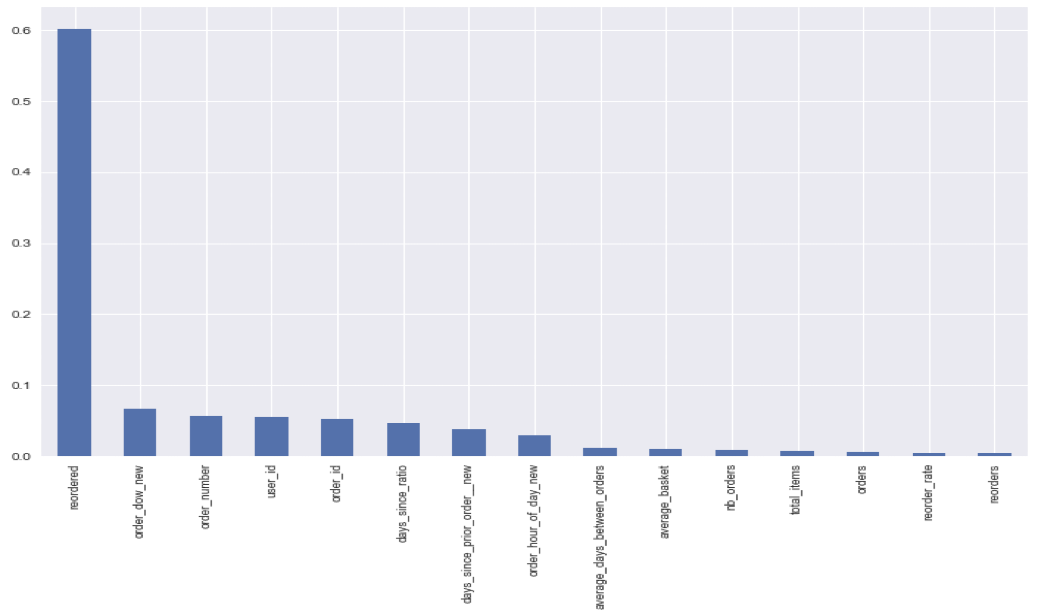 0.6
0.5
0.4
0.3
0.2
0.1
0.0
reordered
order_dow_new
order_number
user_id
order_id
days_since_ratio
days_since_prior_order__new
order_hour_of_day_new
average_days_between_orders
average_basket
nb_orders
total_items
orders
reorder_rate
reorders